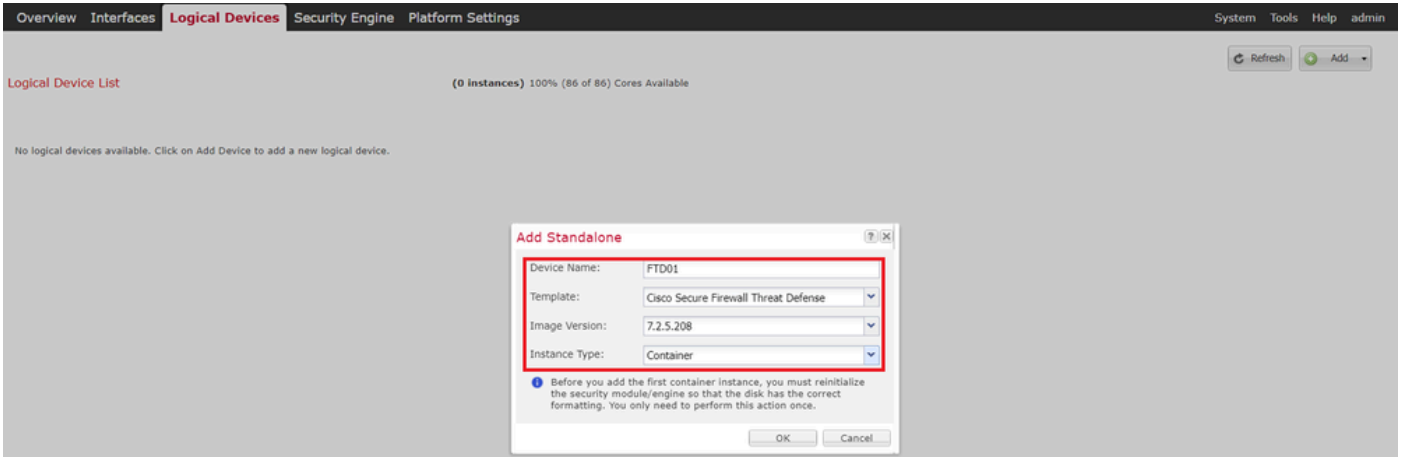 Overview Interfaces Logical Devices Security Engine Platform Settings System Tools Help admin
Refresh Add
Logical Device List (0 instances) 100% (86 of 86) Cores Available
No logical devices available. Click on Add Device to add a new logical device.
Add Standalone ? X
Device Name: FTD01
Template: Cisco Secure Firewall Threat Defense
Image Version: 7.2.5.208
Instance Type: Container
i Before you add the first container instance, you must reinitialize
the security module/engine so that the disk has the correct
formatting. You only need to perform this action once.
OK Cancel